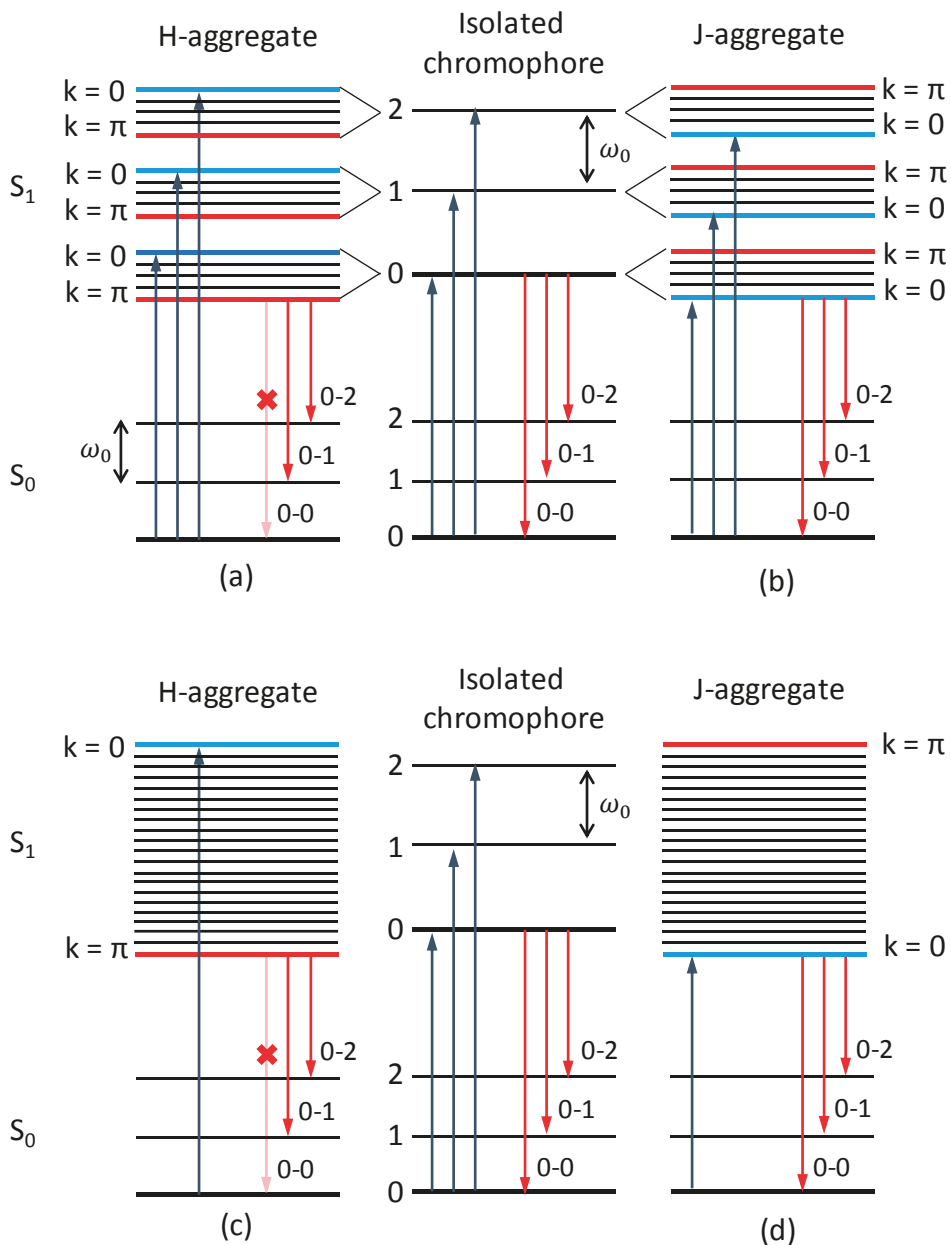 H-aggregate
Isolated
chromophore
J-aggregate
k = 0
k = π
k = 0
k = π
k = 0
k = π
S1
2
ω0
1
0
k = π
k = 0
k = π
k = 0
k = π
k = 0
0-2
0-1
0-0
ω0
S0
2
1
0
0-2
0-1
0-0
0-2
0-1
0-0
(a)
(b)
H-aggregate
Isolated
chromophore
J-aggregate
k = 0
k = π
S1
2
ω0
1
0
k = π
k = 0
0-2
0-1
0-0
S0
2
1
0
0-2
0-1
0-0
0-2
0-1
0-0
(c)
(d)